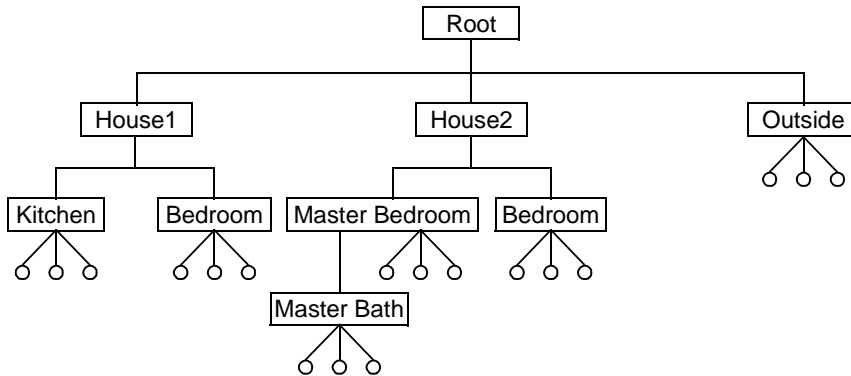 Root
House1
House2
Outside
Kitchen
Bedroom
Master Bedroom
Bedroom
Master Bath